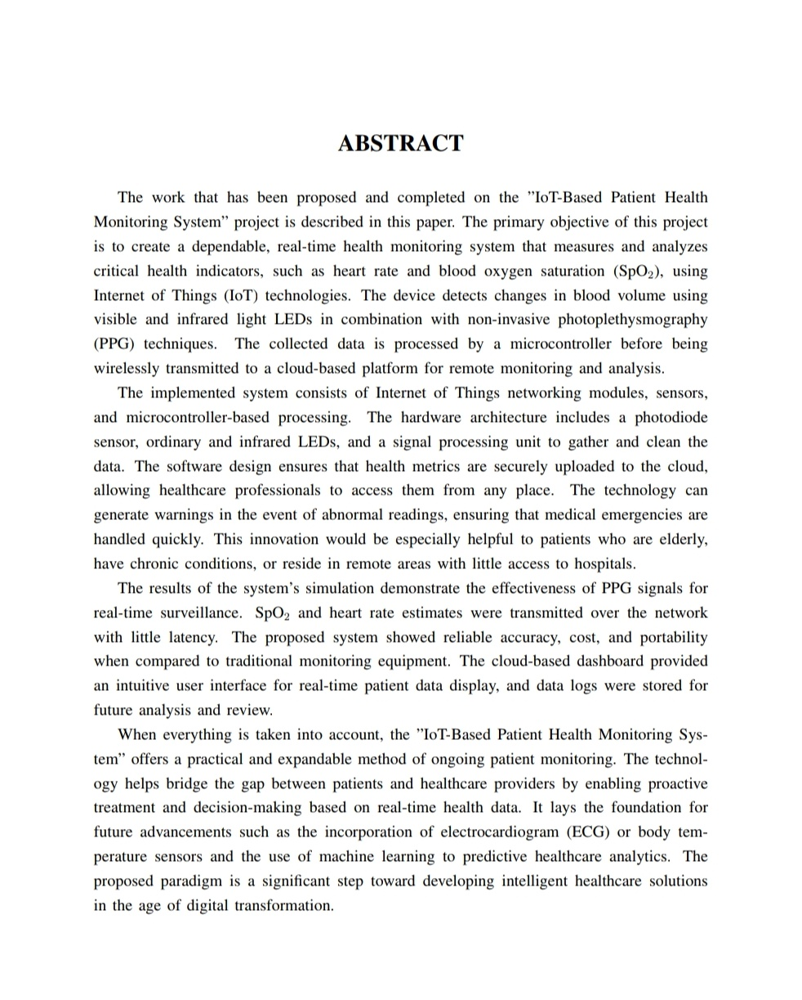 ABSTRACT
The work that has been proposed and completed on the ”IoT-Based Patient Health
Monitoring System” project is described in this paper. The primary objective of this project
is to create a dependable, real-time health monitoring system that measures and analyzes
critical health indicators, such as heart rate and blood oxygen saturation (SpO₂), using
Internet of Things (IoT) technologies. The device detects changes in blood volume using
visible and infrared light LEDs in combination with non-invasive photoplethysmography
(PPG) techniques. The collected data is processed by a microcontroller before being
wirelessly transmitted to a cloud-based platform for remote monitoring and analysis.
The implemented system consists of Internet of Things networking modules, sensors,
and microcontroller-based processing. The hardware architecture includes a photodiode
sensor, ordinary and infrared LEDs, and a signal processing unit to gather and clean the
data. The software design ensures that health metrics are securely uploaded to the cloud,
allowing healthcare professionals to access them from any place. The technology can
generate warnings in the event of abnormal readings, ensuring that medical emergencies are
handled quickly. This innovation would be especially helpful to patients who are elderly,
have chronic conditions, or reside in remote areas with little access to hospitals.
The results of the system’s simulation demonstrate the effectiveness of PPG signals for
real-time surveillance. SpO₂ and heart rate estimates were transmitted over the network
with little latency. The proposed system showed reliable accuracy, cost, and portability
when compared to traditional monitoring equipment. The cloud-based dashboard provided
an intuitive user interface for real-time patient data display, and data logs were stored for
future analysis and review.
When everything is taken into account, the ”IoT-Based Patient Health Monitoring Sys-
tem” offers a practical and expandable method of ongoing patient monitoring. The technol-
ogy helps bridge the gap between patients and healthcare providers by enabling proactive
treatment and decision-making based on real-time health data. It lays the foundation for
future advancements such as the incorporation of electrocardiogram (ECG) or body tem-
perature sensors and the use of machine learning to predictive healthcare analytics. The
proposed paradigm is a significant step toward developing intelligent healthcare solutions
in the age of digital transformation.